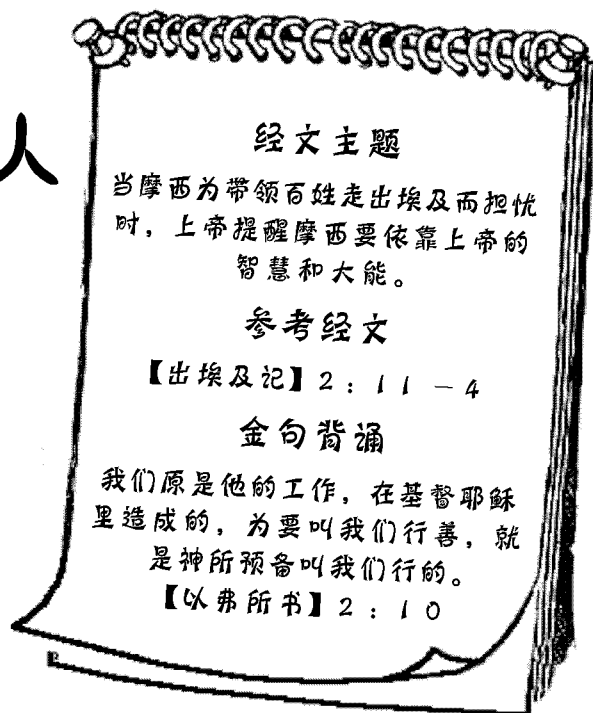 人
经文主题
当摩西为带领百姓走出埃及而担忧
时，上帝提醒摩西要依靠上帝的
智慧和大能。
参考经文
【出埃及记】2：11－4
金句背诵
我们原是他的工作，在基督耶稣
里造成的，为要叫我们行善，就
是神所预备叫我们行的。
【以弗所书】2：10